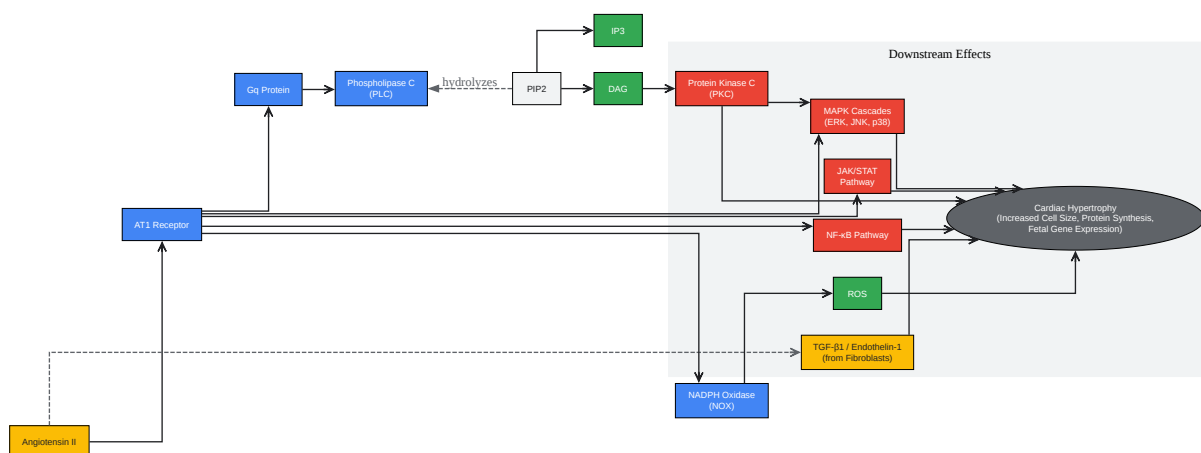 IP3
Downstream Effects
Gq Protein
Phospholipase C
(PLC)
hydrolyzes
PIP2
DAG
Protein Kinase C
(PKC)
MAPK Cascades
(ERK, JNK, p38)
JAK/STAT
Pathway
AT1 Receptor
NF-κB Pathway
Cardiac Hypertrophy
(Increased Cell Size, Protein Synthesis,
Fetal Gene Expression)
ROS
TGF-β1 / Endothelin-1
(from Fibroblasts)
NADPH Oxidase
(NOX)
Angiotensin II